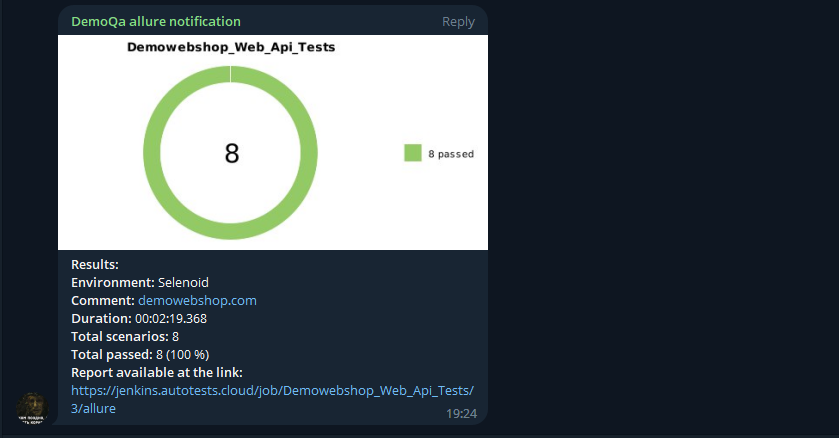 DemoQa allure notification Reply
Demowebshop_Web_Api_Tests
8
8 passed
Results:
Environment: Selenoid
Comment: demowebshop.com
Duration: 00:02:19.368
Total scenarios: 8
Total passed: 8 (100 %)
Report available at the link:
https://jenkins.autotests.cloud/job/Demowebshop_Web_Api_Tests/
3/allure
19:24